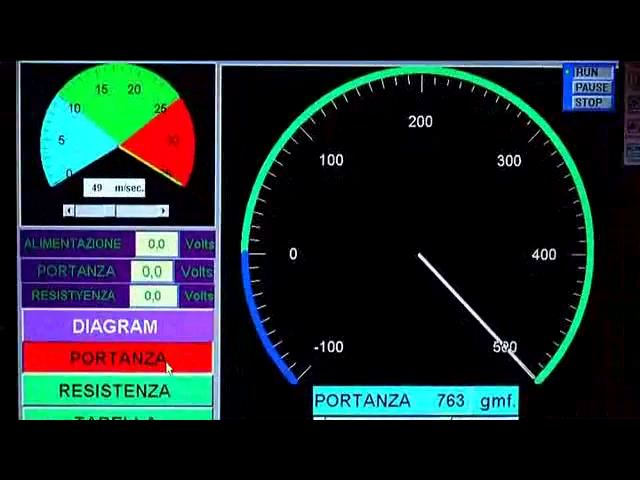 15 20
10 25
5 30
0
49 m/sec.
ALIMENTAZIONE 0,0 Volts
PORTANZA 0,0 Volts
RESISTYENZA 0,0 Volts
DIAGRAM
PORTANZA
RESISTENZA
TABELLA
200
100 300
0 400
-100 500
PORTANZA 763 gmf.
RUN
PAUSE
STOP